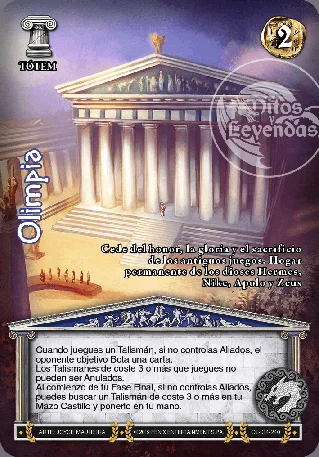 TÓTEM
2
Mitos y
Leyendas
Olimpia
Cede del honor, la gloria y el sacrificio
de los antiguos juegos. Hogar
permanente de los dioses Hermes,
Nike, Apolo y Zeus
Cuando juegues un Talismán, si no controlas Aliados, el
oponente objetivo Bota una carta.
Los Talismanes de coste 3 o más que juegues no
pueden ser Anulados.
Al comienzo de tu Fase Final, si no controlas Aliados,
puedes buscar un Talismán de coste 3 o más en tu
Mazo Castillo y ponerlo en tu mano.